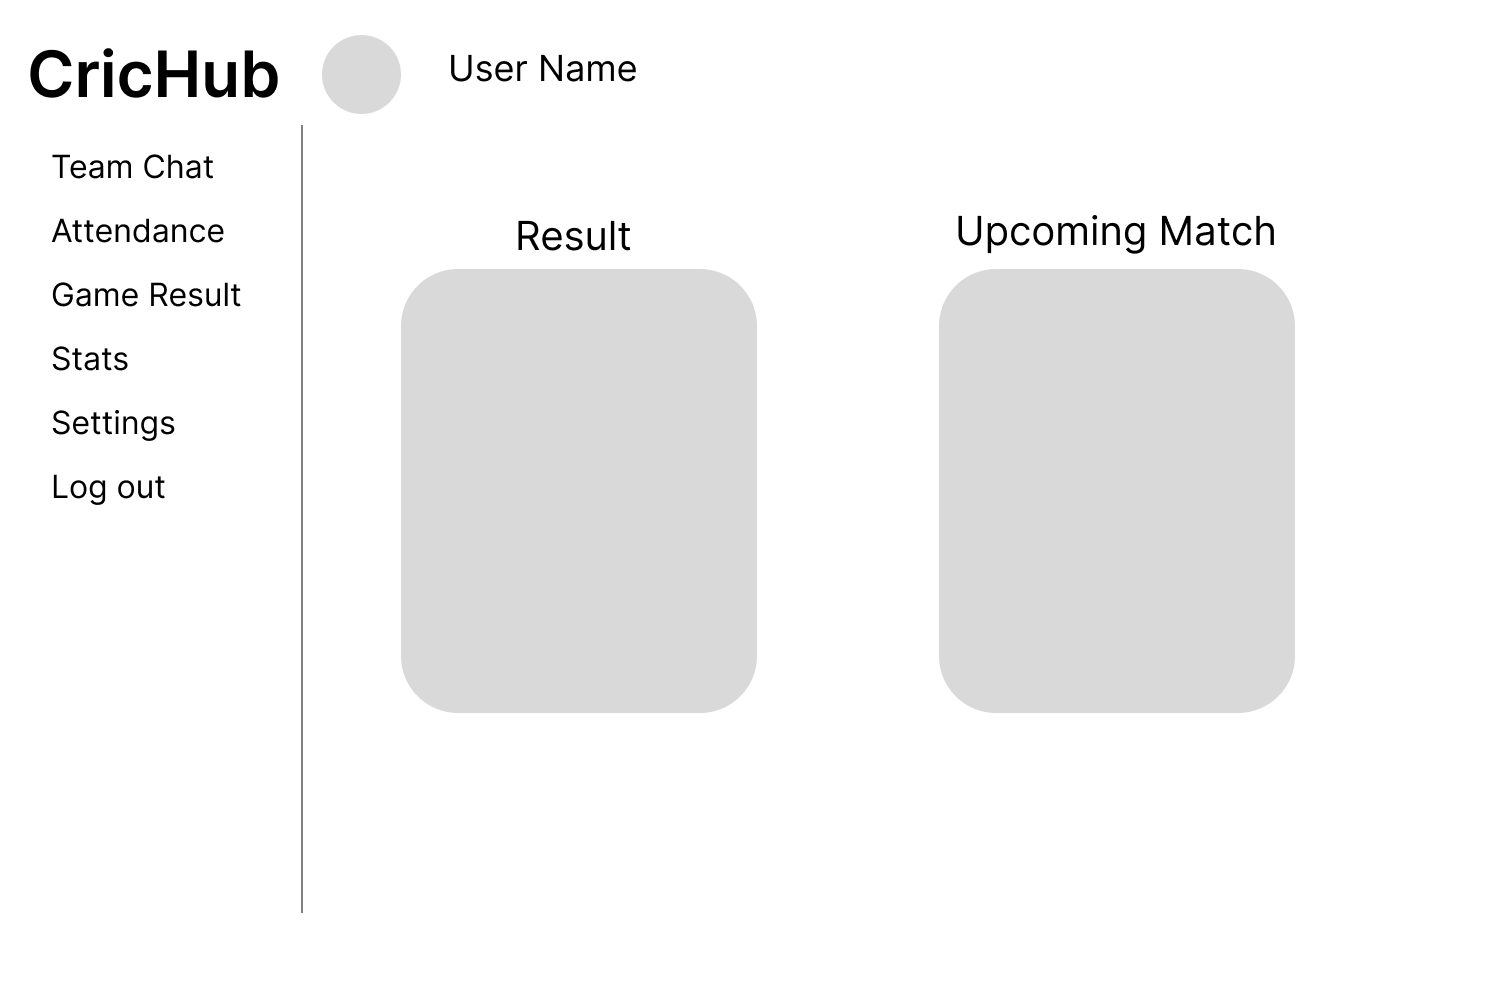 CricHub
User Name
Team Chat
Attendance
Game Result
Stats
Settings
Log out
Result
Upcoming Match